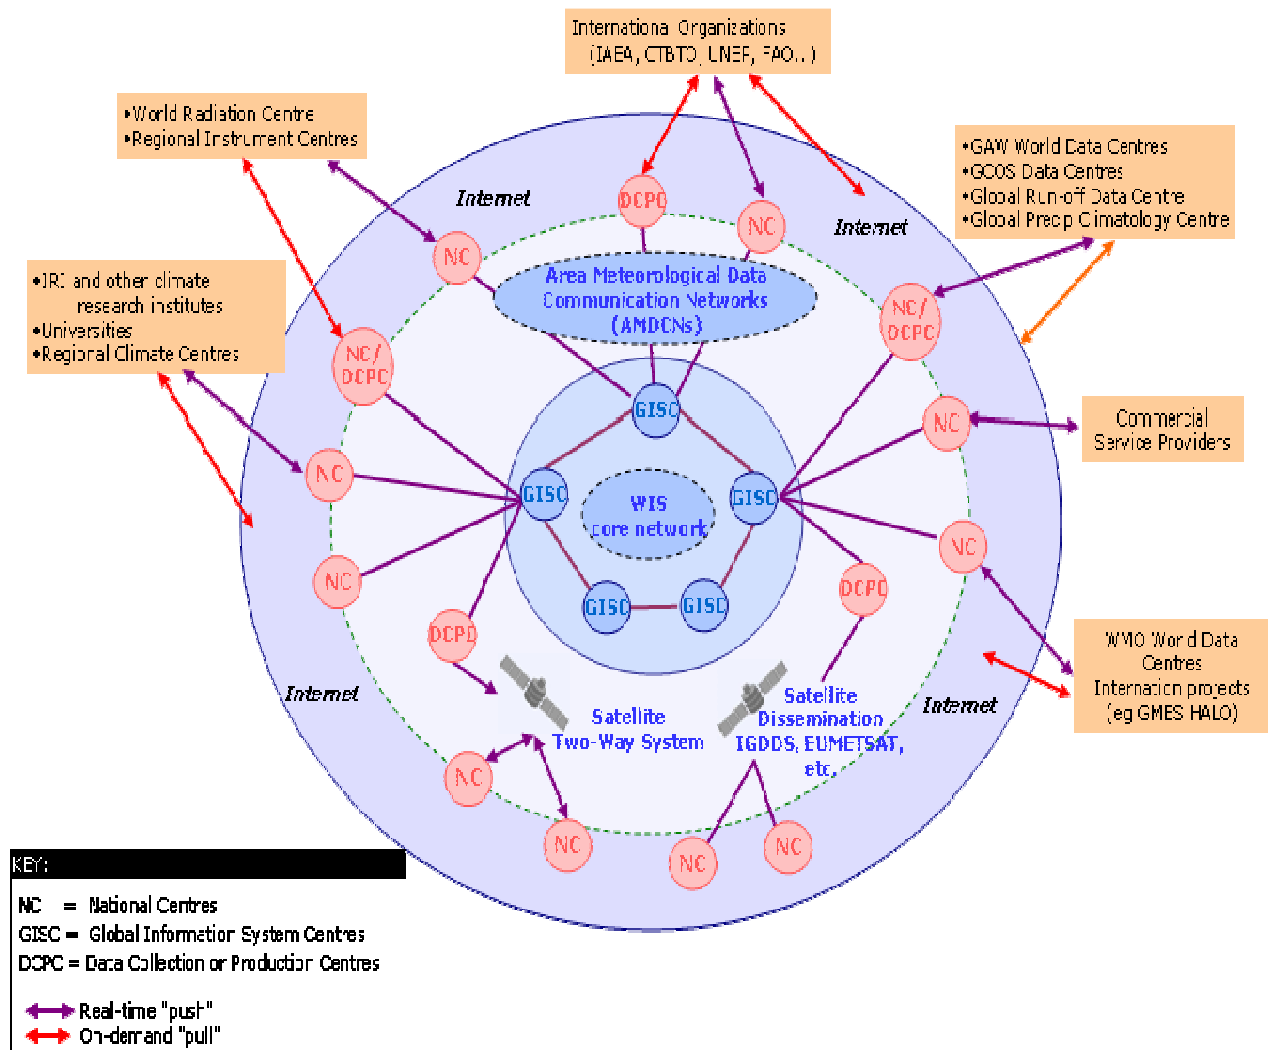 International Organizations
(IAEA, CTBTO, UNEP, FAO...)
•World Radiation Centre
•Regional Instrument Centres
•GAW World Data Centres
•GCOS Data Centres
•Global Run-off Data Centre
•Global Precip Climatology Centre
Internet
DCPC
NC
Internet
NC
Area Meteorological Data
Communication Networks
(AMDCNs)
•IRI and other climate
research institutes
•Universities
•Regional Climate Centres
NC/
DCPC
NC/
DCPC
GISC
NC
Commercial
Service Providers
NC
GISC
WIS
core network
GISC
NC
NC
DCPC
GISC
GISC
DCPC
WMO World Data
Centres
Internation projects
(eg GMES HALO)
Internet
Satellite
Two-Way System
Satellite
Dissemination
IGDDS, EUMETSAT,
etc.
Internet
NC
NC
NC
NC
KEY:
NC = National Centres
GISC = Global Information System Centres
DCPC = Data Collection or Production Centres
Real-time "push"
On-demand "pull"